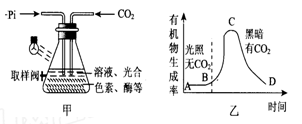 -Pi
CO₂
取样阀
溶液、光合
色素、酶等
甲
有机物生成率
光照
无CO₂
黑暗
有CO₂
A
B
C
D
时间
乙